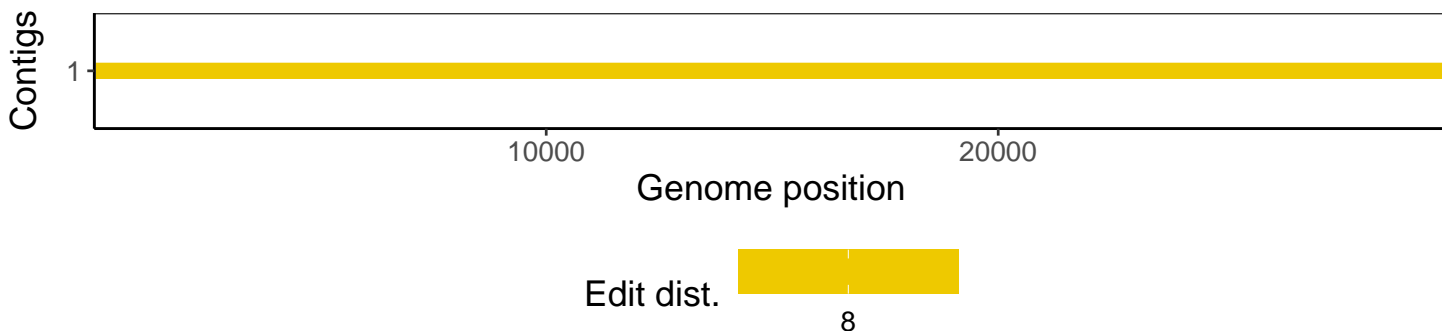 Contigs
1
10000 20000
Genome position
Edit dist.
8